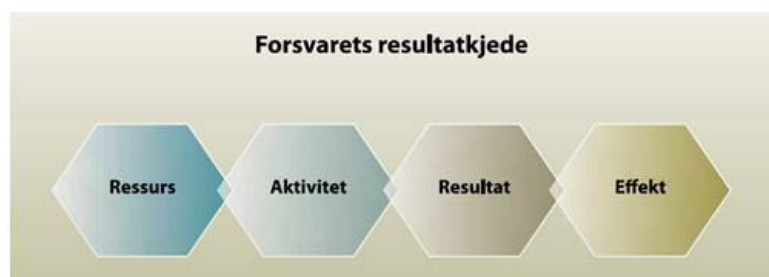 Forsvarets resultatkjede
Ressurs
Aktivitet
Resultat
Effekt